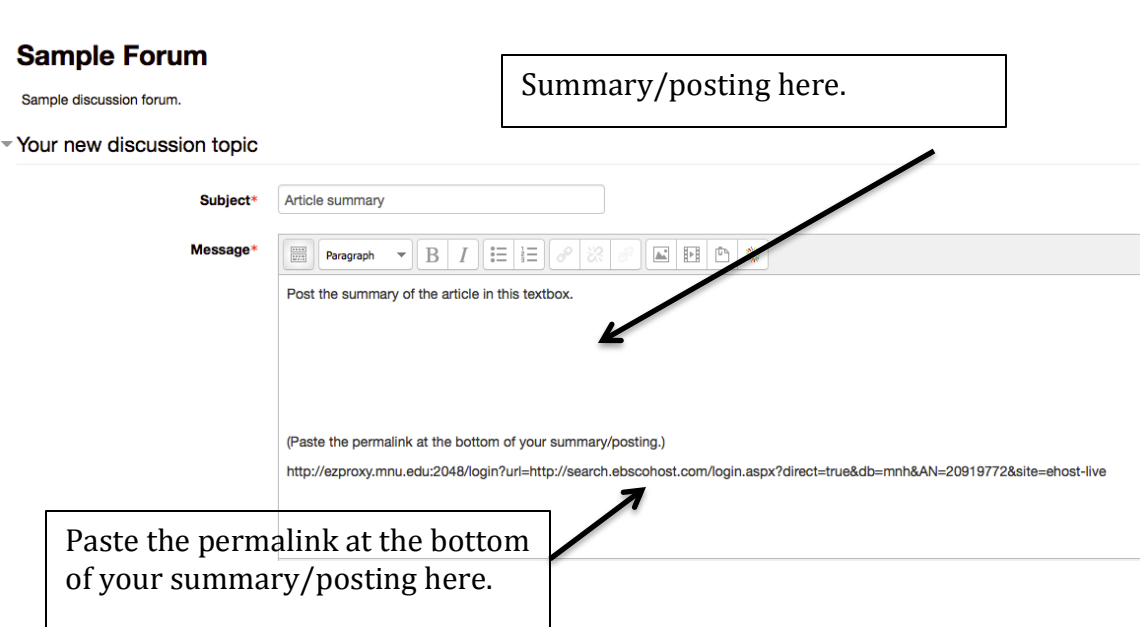 Sample Forum
Summary/posting here.
Sample discussion forum.
Your new discussion topic
Subject*
Article summary
Message*
Paragraph
B I
Post the summary of the article in this textbox.
(Paste the permalink at the bottom of your summary/posting.)
http://ezproxy.mnu.edu:2048/login?url=http://search.ebscohost.com/login.aspx?direct=true&db=mnh&AN=20919772&site=ehost-live
Paste the permalink at the bottom
of your summary/posting here.